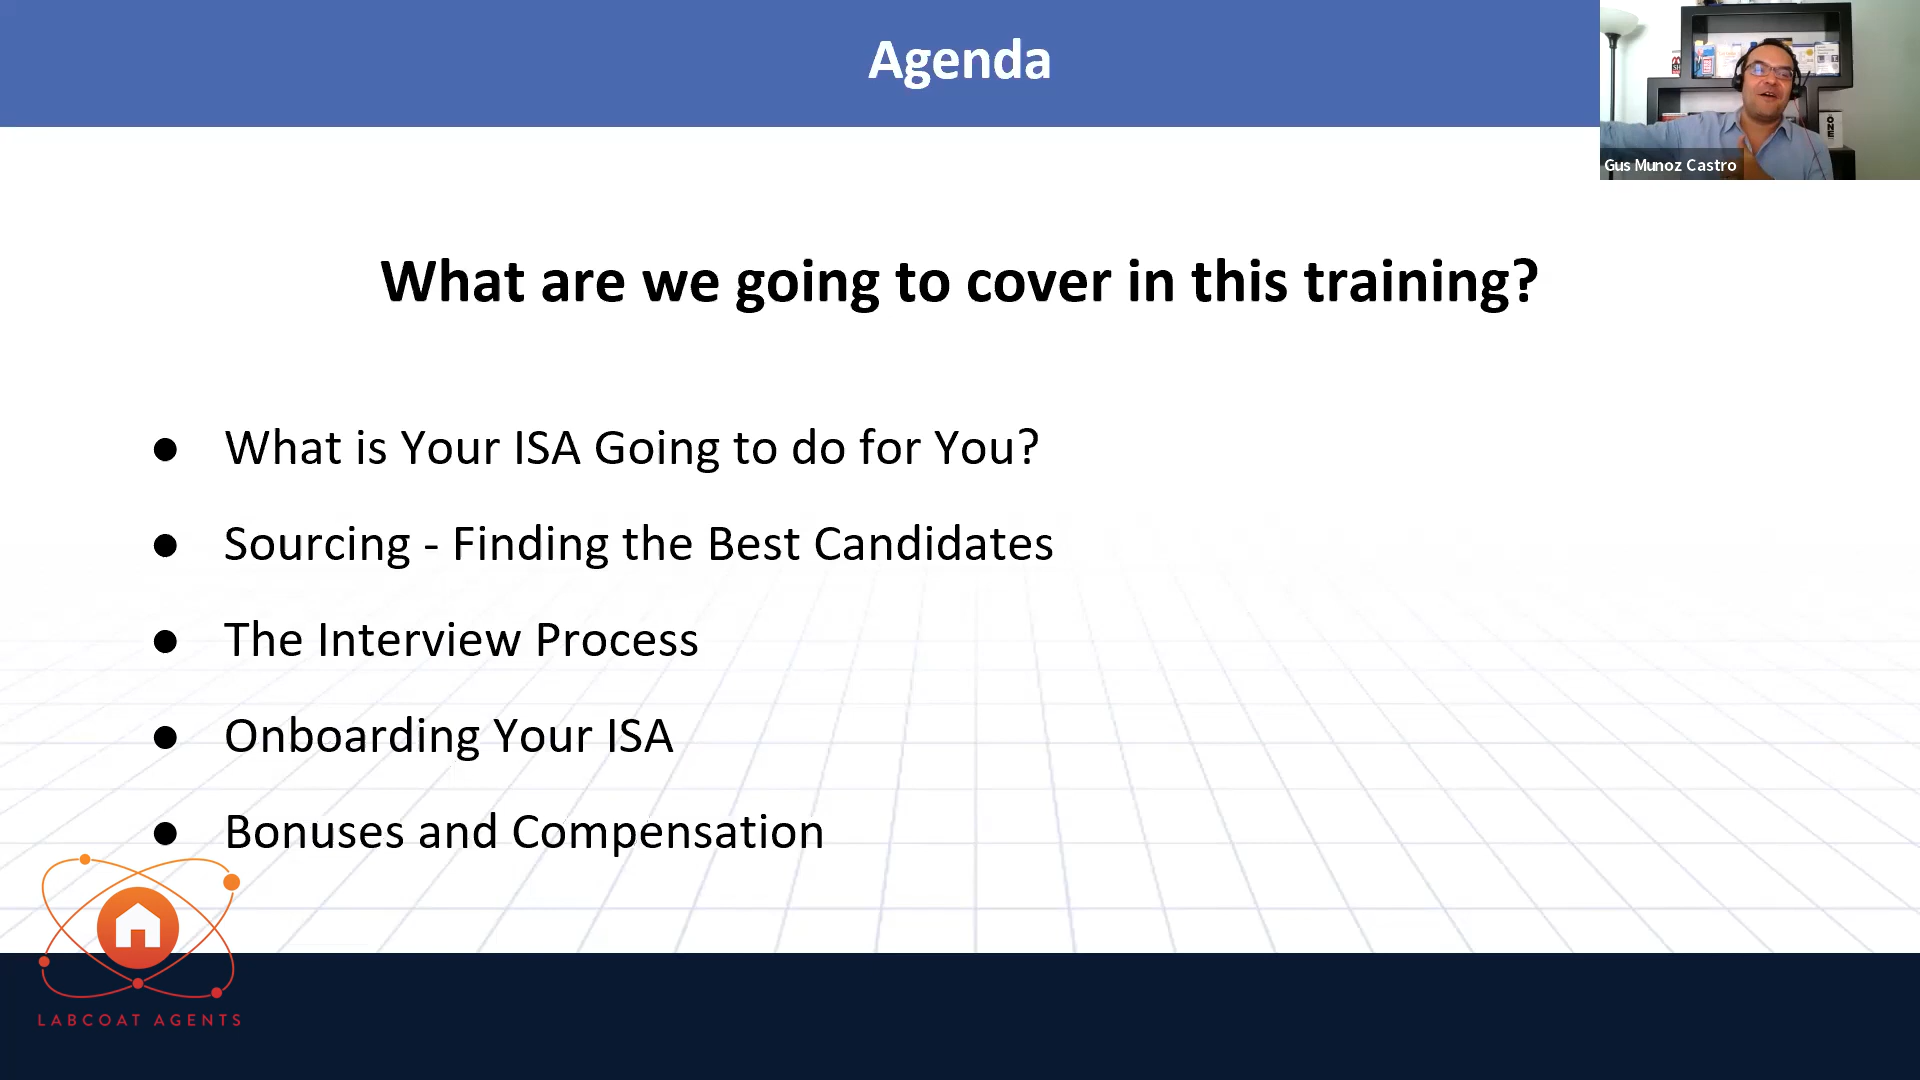 Agenda
Gus Munoz Castro
What are we going to cover in this training?
● What is Your ISA Going to do for You?
● Sourcing - Finding the Best Candidates
● The Interview Process
● Onboarding Your ISA
● Bonuses and Compensation
LABCOAT AGENTS
ONE